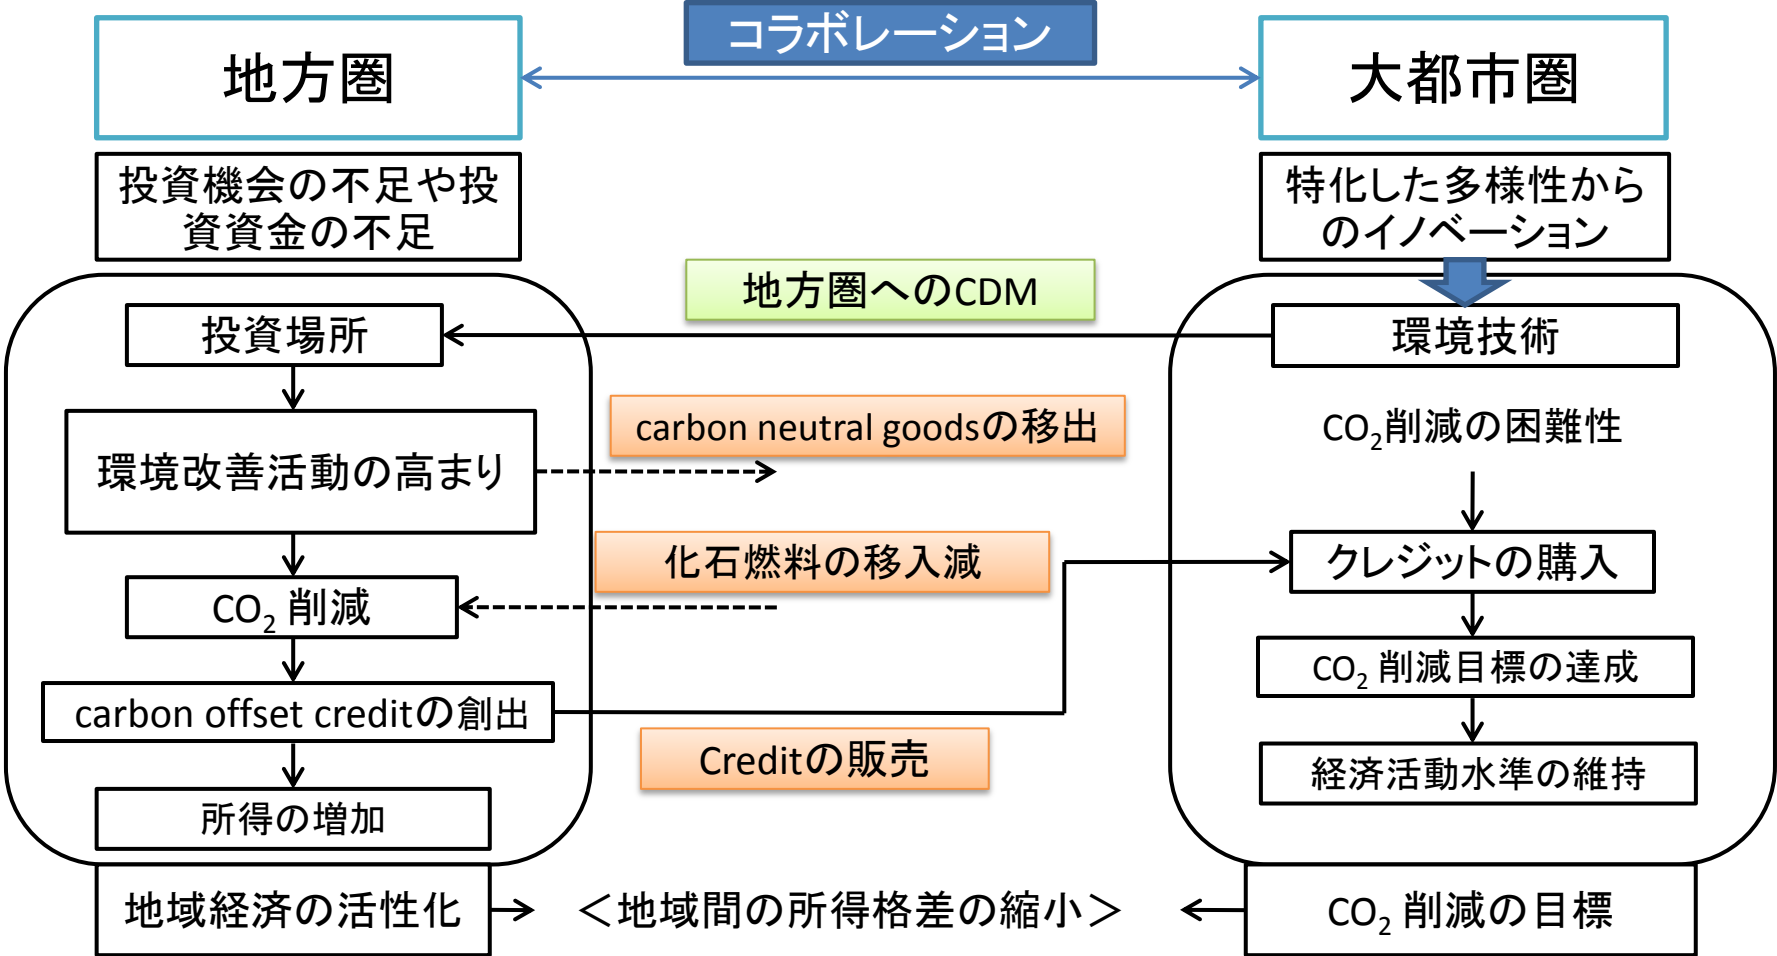 コラボレーション
地方圏
大都市圏
投資機会の不足や投
資資金の不足
特化した多様性から
のイノベーション
地方圏へのCDM
投資場所
環境技術
carbon neutral goodsの移出
CO₂削減の困難性
環境改善活動の高まり
化石燃料の移入減
クレジットの購入
CO₂ 削減
CO₂ 削減目標の達成
carbon offset creditの創出
Creditの販売
経済活動水準の維持
所得の増加
地域経済の活性化
＜地域間の所得格差の縮小＞
CO₂ 削減の目標